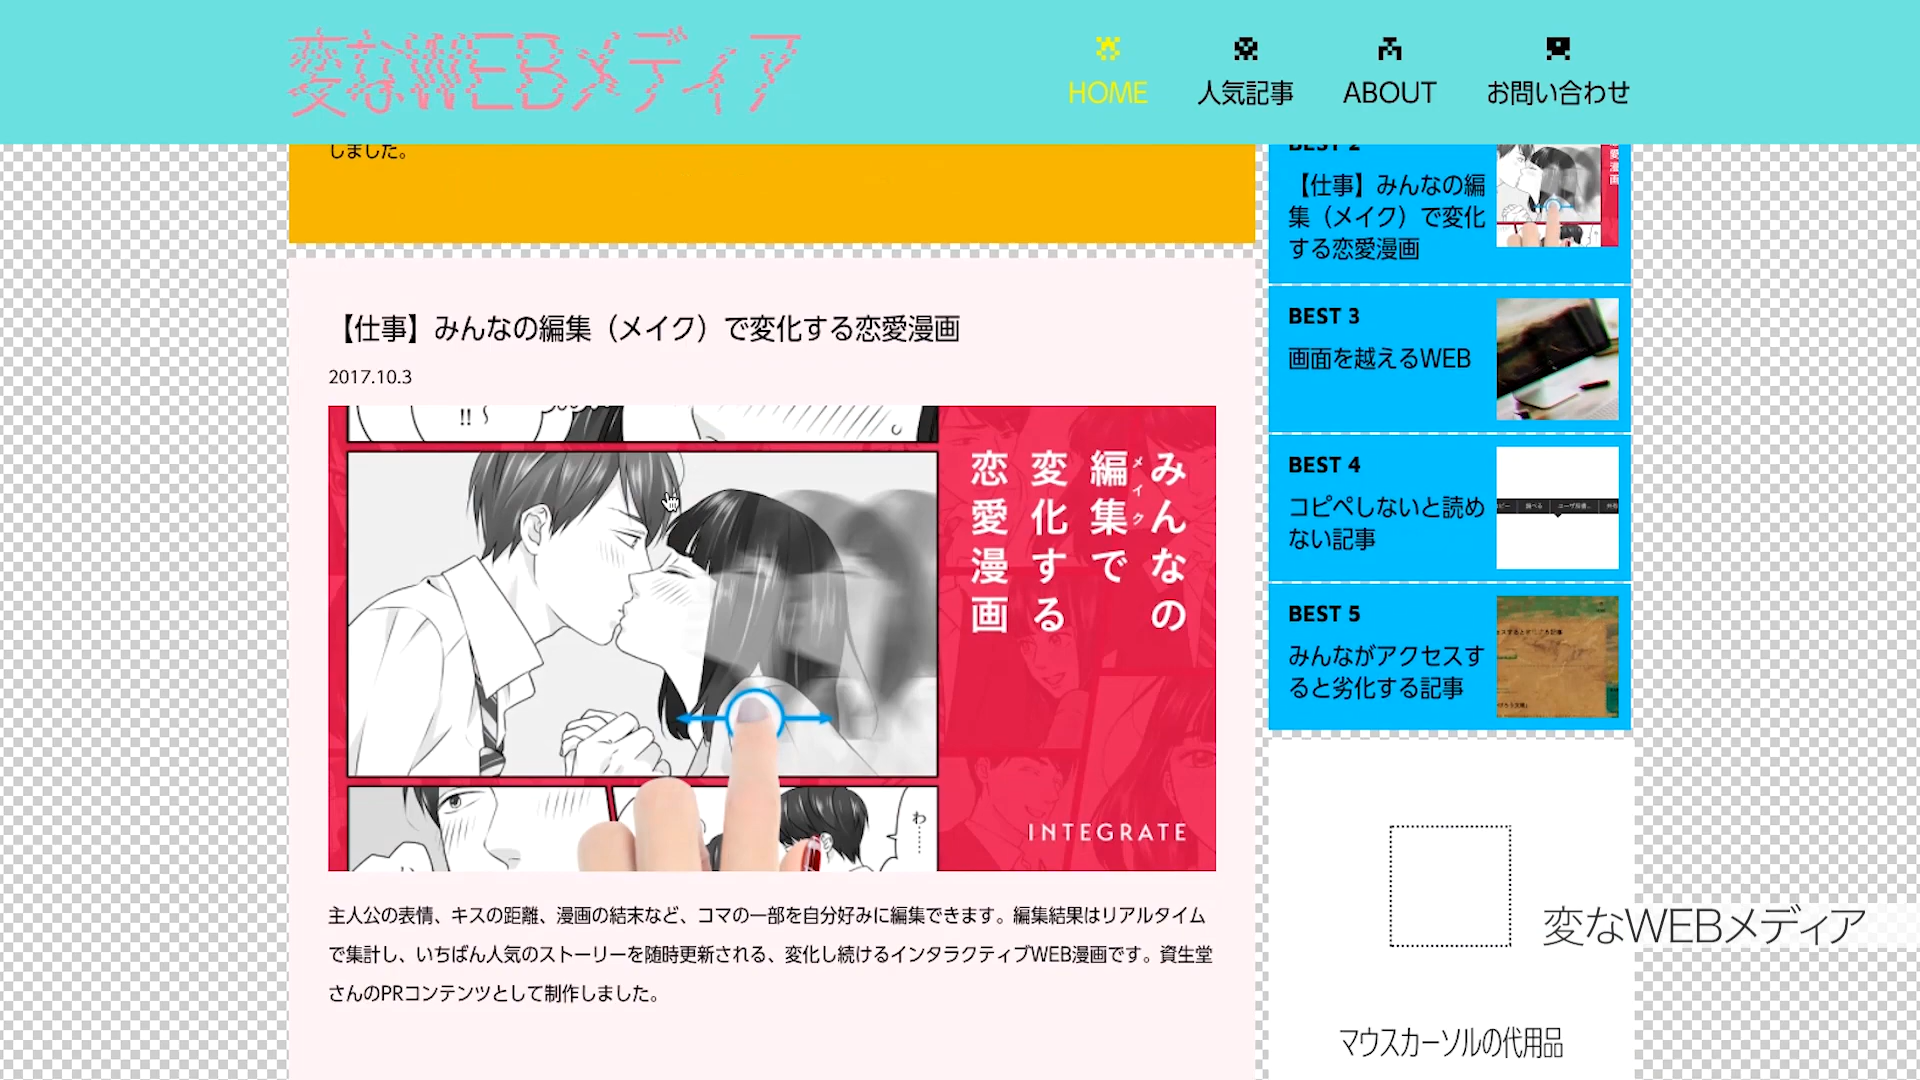 変なWEBメディア
HOME
人気記事
ABOUT
お問い合わせ
しました。
【仕事】みんなの編集（メイク）で変化する恋愛漫画
2017.10.3
!!
みんなの
編集で
メイク
変化する
恋愛漫画
わ……
INTEGRATE
主人公の表情、キスの距離、漫画の結末など、コマの一部を自分好みに編集できます。編集結果はリアルタイム
で集計し、いちばん人気のストーリーを随時更新される、変化し続けるインタラクティブWEB漫画です。資生堂
さんのPRコンテンツとして制作しました。
BEST 2
【仕事】みんなの編
集（メイク）で変化
する恋愛漫画
恋愛漫画
BEST 3
画面を越えるWEB
BEST 4
コピペしないと読め
ない記事
調べる
BEST 5
みんながアクセスす
ると劣化する記事
変なWEBメディア
マウスカーソルの代用品